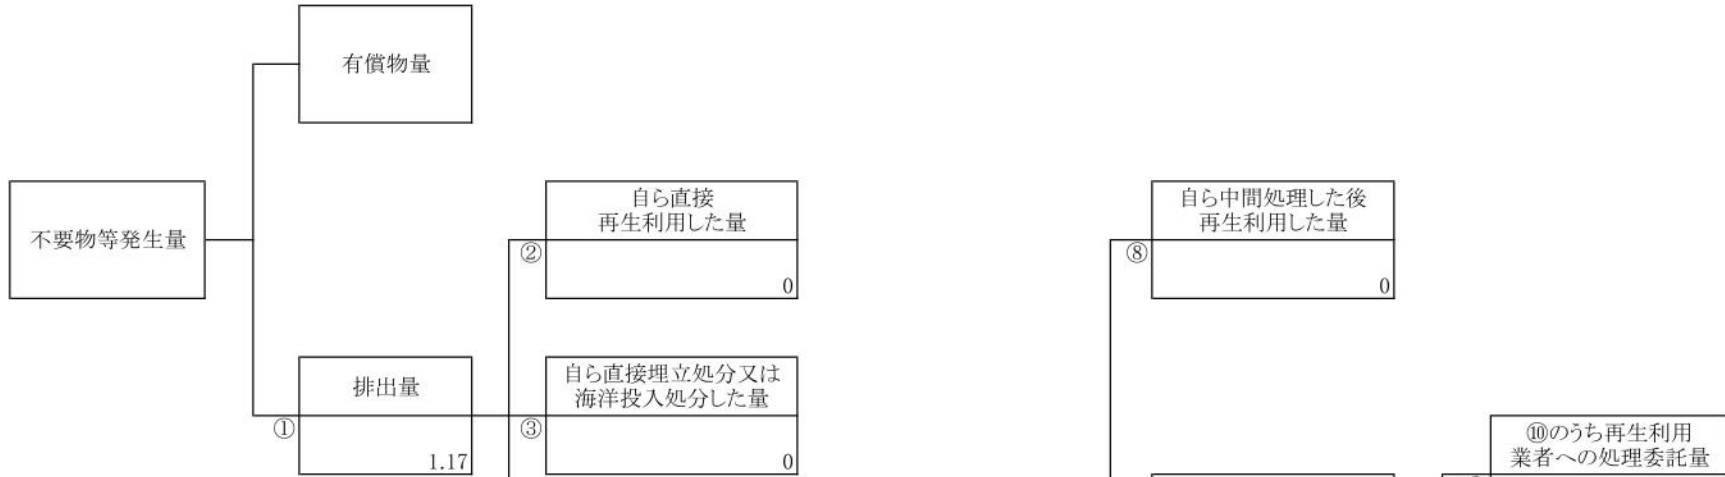 有償物量
不要物等発生量
自ら直接
再生利用した量
②
0
自ら中間処理した後
再生利用した量
⑧
0
排出量
①
1.17
自ら直接埋立処分又は
海洋投入処分した量
③
0
⑩のうち再生利用
業者への処理委託量